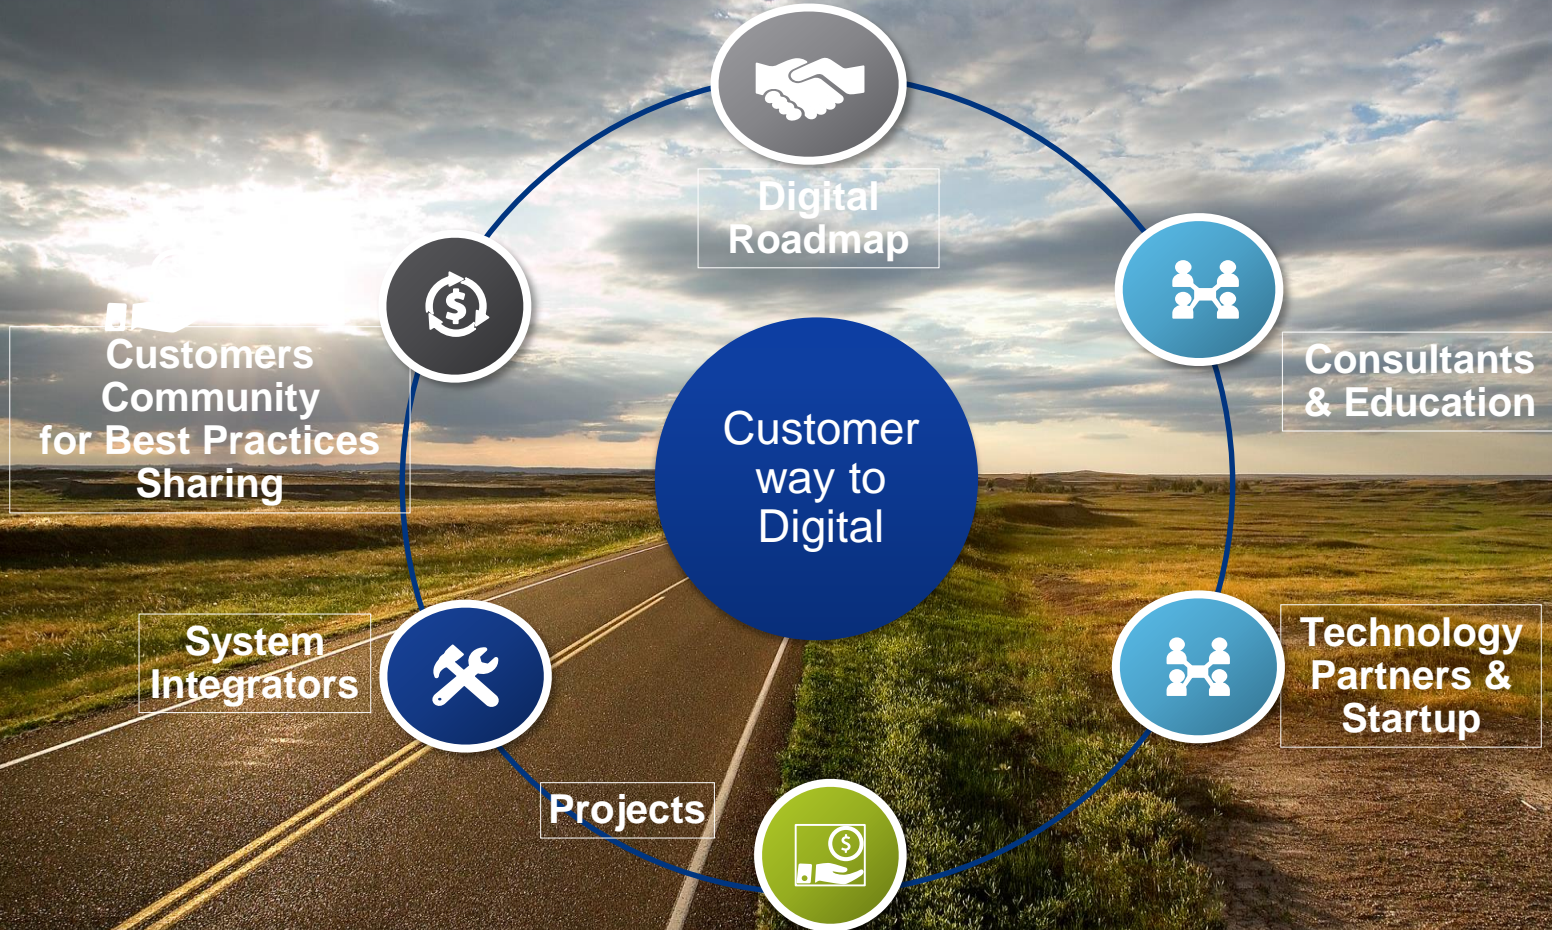 Digital
Roadmap
Consultants
& Education
Technology
Partners &
Startup
Projects
System
Integrators
Customers
Community
for Best Practices
Sharing
Customer
way to
Digital